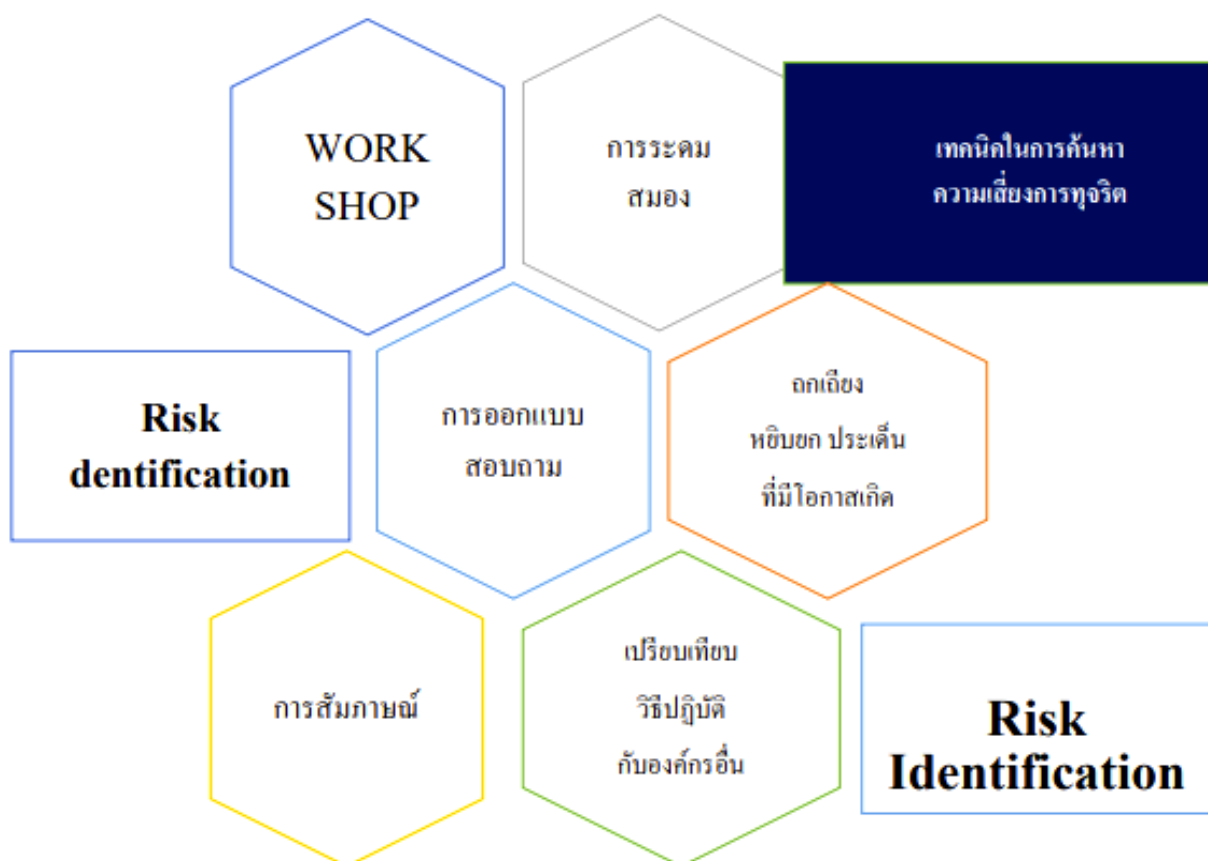 WORK
SHOP
การระดม
สมอง
เทคนิคในการค้นหา
ความเสี่ยงการทุจริต
Risk
dentification
การออกแบบ
สอบถาม
ถกเถียง
หยิบยก ประเด็น
ที่มีโอกาสเกิด
การสัมภาษณ์
เปรียบเทียบ
วิธีปฏิบัติ
กับองค์กรอื่น
Risk
Identification